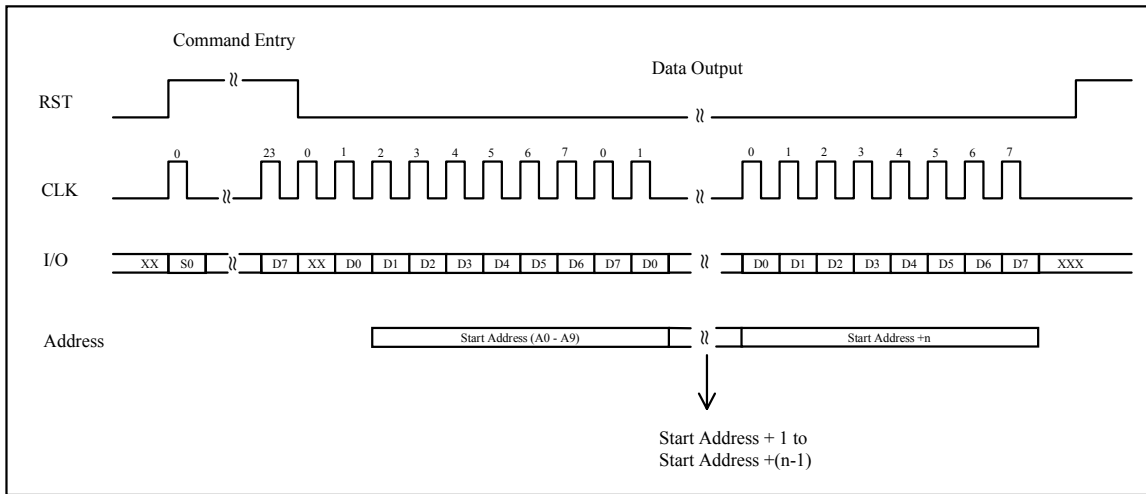 Command Entry
Data Output
RST
0 23 0 1 2 3 4 5 6 7 0 1 0 1 2 3 4 5 6 7
CLK
I/O XX S0 D7 XX D0 D1 D2 D3 D4 D5 D6 D7 D0 D0 D1 D2 D3 D4 D5 D6 D7 XXX
Address Start Address (A0 - A9) Start Address +n
Start Address + 1 to
Start Address +(n-1)